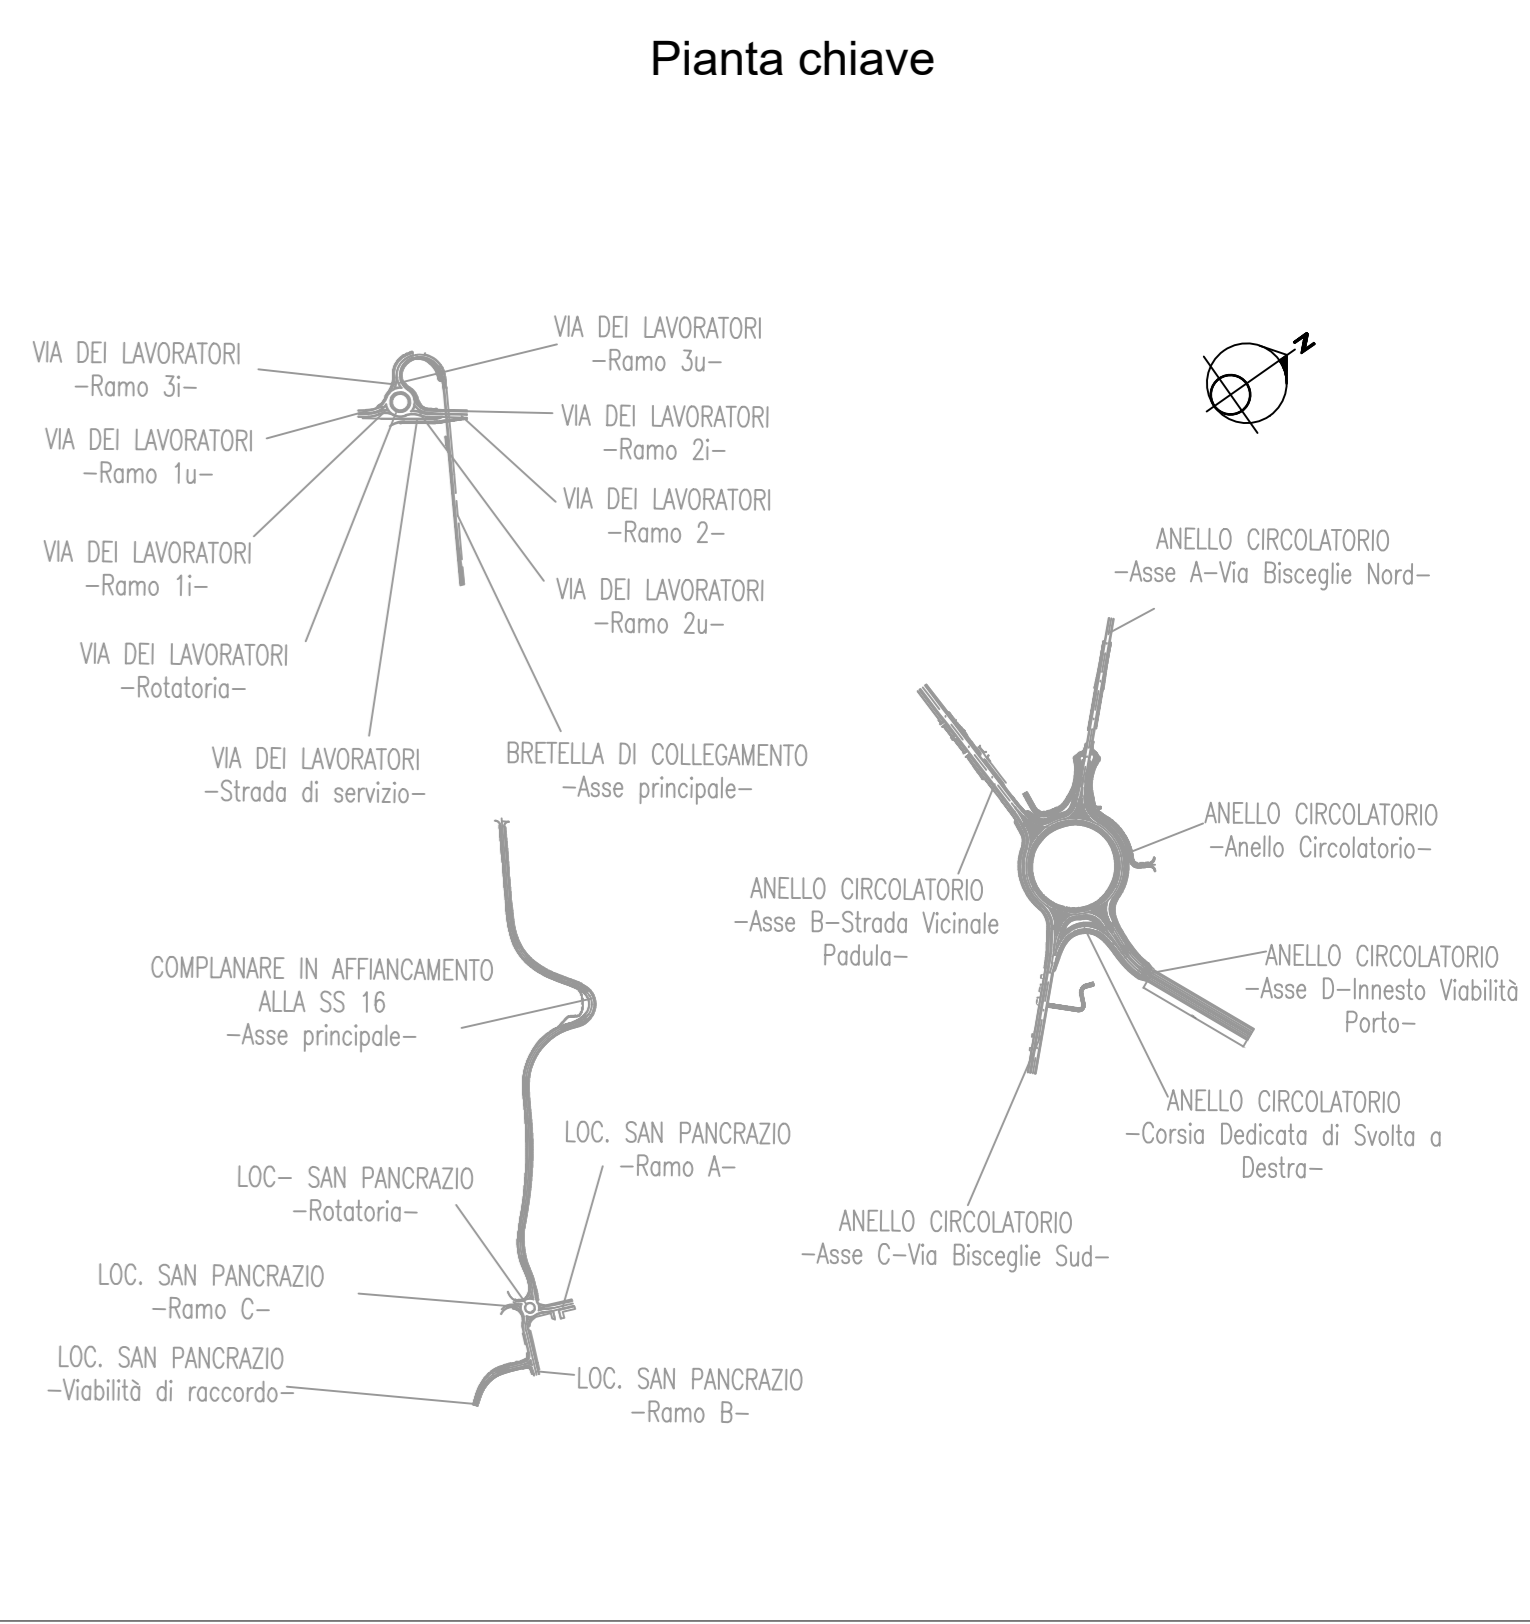 Pianta chiave
N
VIA DEI LAVORATORI
-Ramo 3u-
VIA DEI LAVORATORI
-Ramo 3i-
VIA DEI LAVORATORI
-Ramo 2i-
VIA DEI LAVORATORI
-Ramo 1u-
VIA DEI LAVORATORI
-Ramo 2-
VIA DEI LAVORATORI
-Ramo 1i-
VIA DEI LAVORATORI
-Ramo 2u-
VIA DEI LAVORATORI
-Rotatoria-
VIA DEI LAVORATORI
-Strada di servizio-
BRETELLA DI COLLEGAMENTO
-Asse principale-
ANELLO CIRCOLATORIO
-Asse A-Via Bisceglie Nord-
ANELLO CIRCOLATORIO
-Anello Circolatorio-
ANELLO CIRCOLATORIO
-Asse B-Strada Vicinale
Padula-
ANELLO CIRCOLATORIO
-Asse D-Innesto Viabilità
Porto-
ANELLO CIRCOLATORIO
-Corsia Dedicata di Svolta a
Destra-
ANELLO CIRCOLATORIO
-Asse C-Via Bisceglie Sud-
COMPLANARE IN AFFIANCAMENTO
ALLA SS 16
-Asse principale-
LOC. SAN PANCRAZIO
-Ramo A-
LOC- SAN PANCRAZIO
-Rotatoria-
LOC. SAN PANCRAZIO
-Ramo C-
LOC. SAN PANCRAZIO
-Viabilità di raccordo-
LOC. SAN PANCRAZIO
-Ramo B-